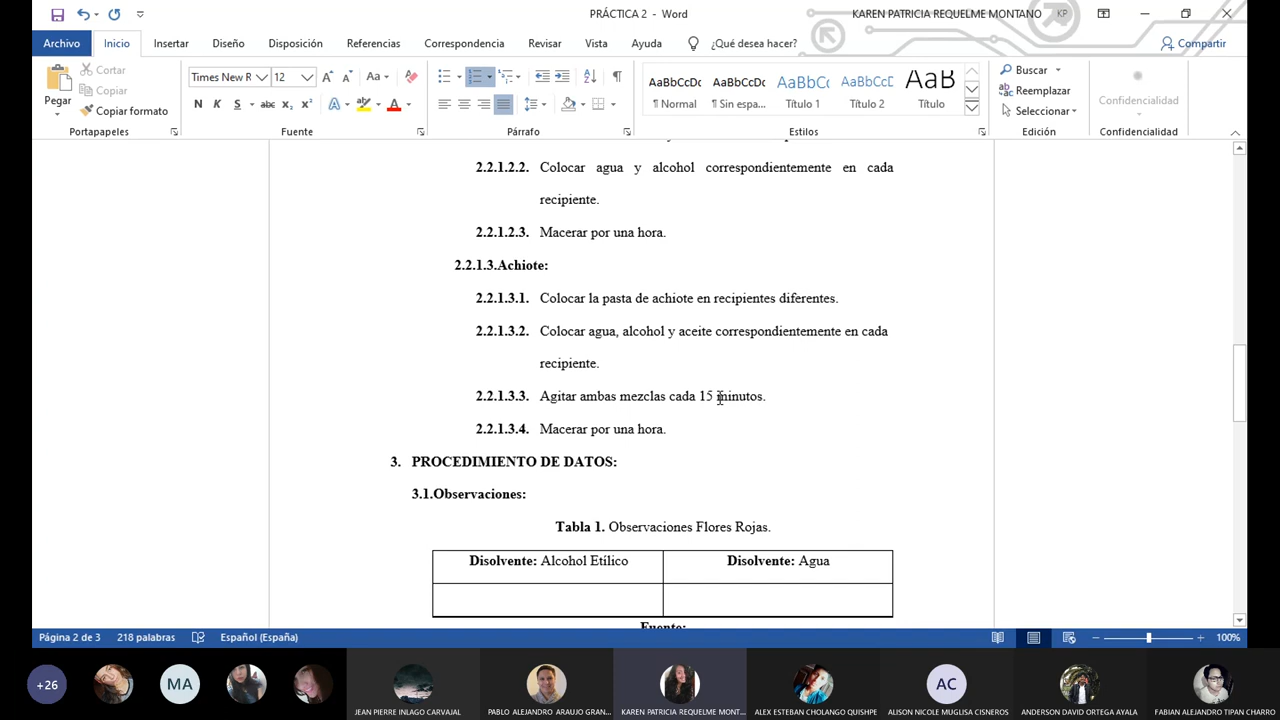 PRÁCTICA 2 - Word
KAREN PATRICIA REQUELME MONTANO
KP
Archivo
Inicio
Insertar
Diseño
Disposición
Referencias
Correspondencia
Revisar
Vista
Ayuda
¿Qué desea hacer?
Compartir
Pegar
Cortar
Copiar
Copiar formato
Portapapeles
Times New R
12
Aa
N K S abc x₂ x²
Fuente
Párrafo
AaBbCcDc
¶ Normal
AaBbCcDc
¶ Sin espa...
AaBbCc
Título 1
AaBbCcD
Título 2
AaB
Título
Estilos
Buscar
Reemplazar
Seleccionar
Edición
Confidencialidad
Confidencialidad
2.2.1.2.2. Colocar agua y alcohol correspondientemente en cada
recipiente.
2.2.1.2.3. Macerar por una hora.
2.2.1.3.Achiote:
2.2.1.3.1. Colocar la pasta de achiote en recipientes diferentes.
2.2.1.3.2. Colocar agua, alcohol y aceite correspondientemente en cada
recipiente.
2.2.1.3.3. Agitar ambas mezclas cada 15 minutos.
2.2.1.3.4. Macerar por una hora.
3. PROCEDIMIENTO DE DATOS:
3.1.Observaciones:
Tabla 1. Observaciones Flores Rojas.
Disolvente: Alcohol Etílico
Disolvente: Agua
Fuente:
Página 2 de 3
218 palabras
Español (España)
100%
+26
MA
AC
JEAN PIERRE INLAGO CARVAJAL
PABLO ALEJANDRO ARAUJO GRAN...
KAREN PATRICIA REQUELME MONT...
ALEX ESTEBAN CHOLANGO QUISHPE
ALISON NICOLE MUGLISA CISNEROS
ANDERSON DAVID ORTEGA AYALA
FABIAN ALEJANDRO TIPAN CHARRO